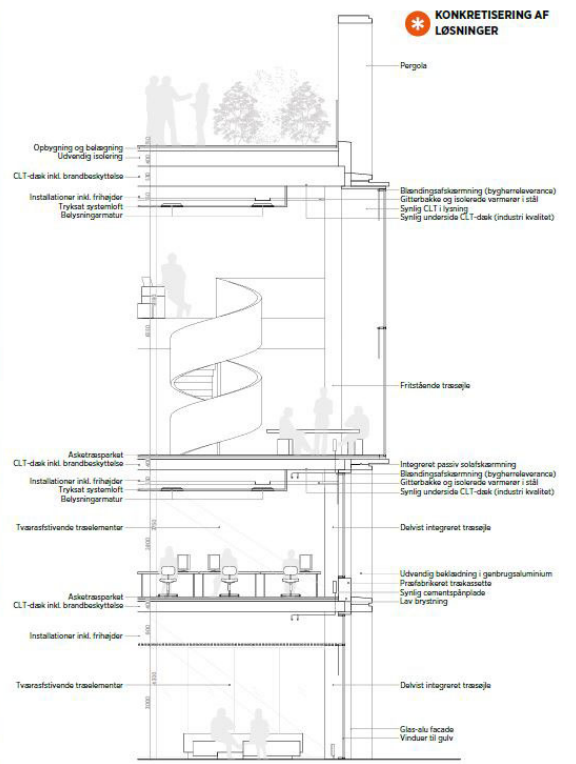 KONKRETISERING AF
LØSNINGER
Pergola
Opbygning og belægning
Udvendig isolering
CLT-dæk inkl. brandbeskyttelse
Installationer inkl. frihøjder
Tryksat systemloft
Belysningarmatur
Blændingsafskærmning (bygherreleverance)
Gitterbakke og isolerede varmerør i stål
Synlig CLT i lysning
Synlig underside CLT-dæk (industri kvalitet)
Fritstående træsøjle
Asketræsparket
CLT-dæk inkl. brandbeskyttelse
Installationer inkl. frihøjder
Tryksat systemloft
Belysningarmatur
Integreret passiv solafskærmning
Blændingsafskærmning (bygherreleverance)
Gitterbakke og isolerede varmerør i stål
Synlig underside CLT-dæk (industri kvalitet)
Tværasfstivende træelementer
Delvist integreret træsøjle
Udvendig beklædning i genbrugsaluminium
Præfabrikeret trækassette
Synlig cementspånplade
Lav brystning
Asketræsparket
CLT-dæk inkl. brandbeskyttelse
Installationer inkl. frihøjder
Tværasfstivende træelementer
Delvist integreret træsøjle
Glas-alu facade
Vinduer til gulv